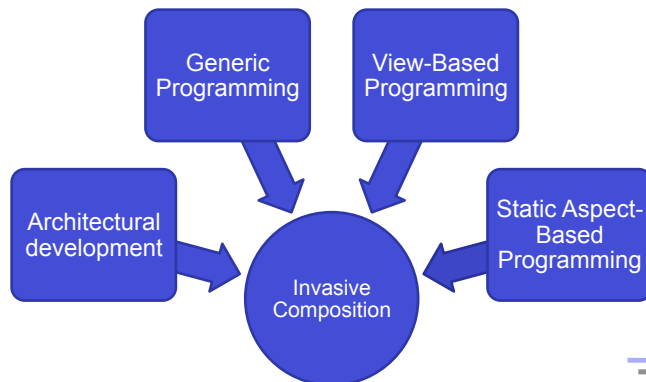 Generic
Programming
View-Based
Programming
Architectural
development
Static Aspect-
Based
Programming
Invasive
Composition